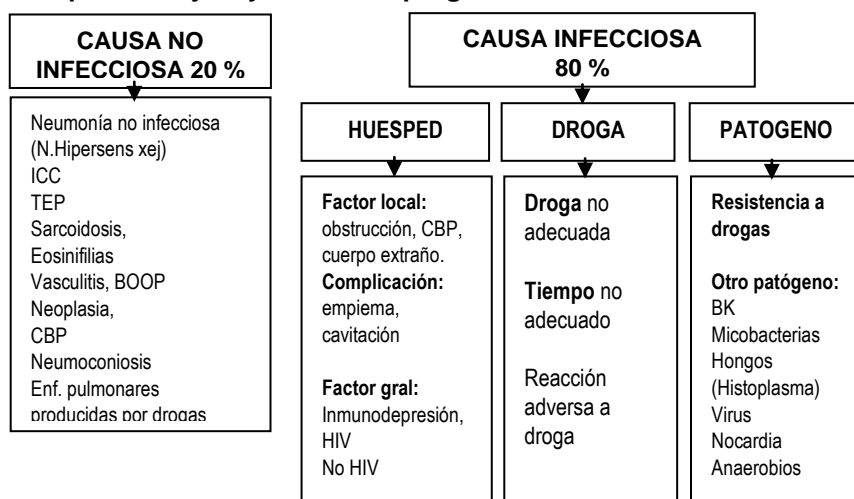 CAUSA NO
INFECCIOSA 20 %
Neumonía no infecciosa
(N.Hipersens xej)
ICC
TEP
Sarcoidosis,
Eosinifilias
Vasculitis, BOOP
Neoplasia,
CBP
Neumoconiosis
Enf. pulmonares
producidas por drogas
CAUSA INFECCIOSA
80 %
HUESPED
Factor local:
obstrucción, CBP,
cuerpo extraño.
Complicación:
empiema,
cavitación
Factor gral:
Inmunodepresión,
HIV
No HIV
DROGA
Droga no
adecuada
Tiempo no
adecuado
Reacción
adversa a
droga
PATOGENO
Resistencia a
drogas
Otro patógeno:
BK
Micobacterias
Hongos
(Histoplasma)
Virus
Nocardia
Anaerobios